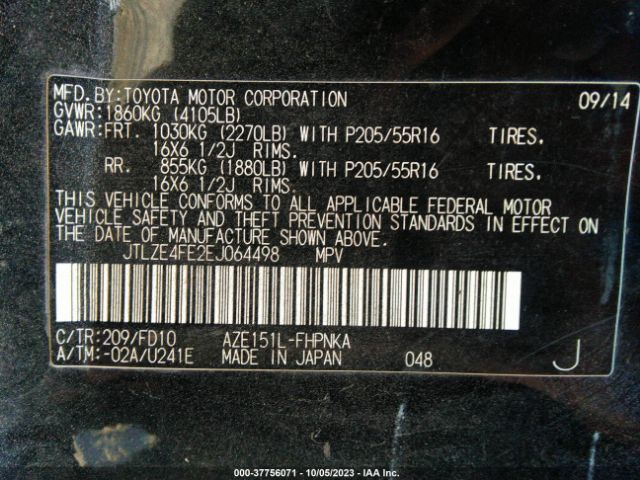 MFD. BY: TOYOTA MOTOR CORPORATION 09/14
GVWR: 1860KG (4105LB)
GAWR: FRT. 1030KG (2270LB) WITH P205/55R16 TIRES.
16X6 1/2J RIMS.
RR. 855KG (1880LB) WITH P205/55R16 TIRES.
16X6 1/2J RIMS.
THIS VEHICLE CONFORMS TO ALL APPLICABLE FEDERAL MOTOR
VEHICLE SAFETY AND THEFT PREVENTION STANDARDS IN EFFECT ON
THE DATE OF MANUFACTURE SHOWN ABOVE.
JTLZE4FE2EJ064498 MPV
C/TR: 209/FD10 AZE151L-FHPNKA
A/TM: -02A/U241E MADE IN JAPAN 048 J
000-37756071 - 10/05/2023 - IAA Inc.